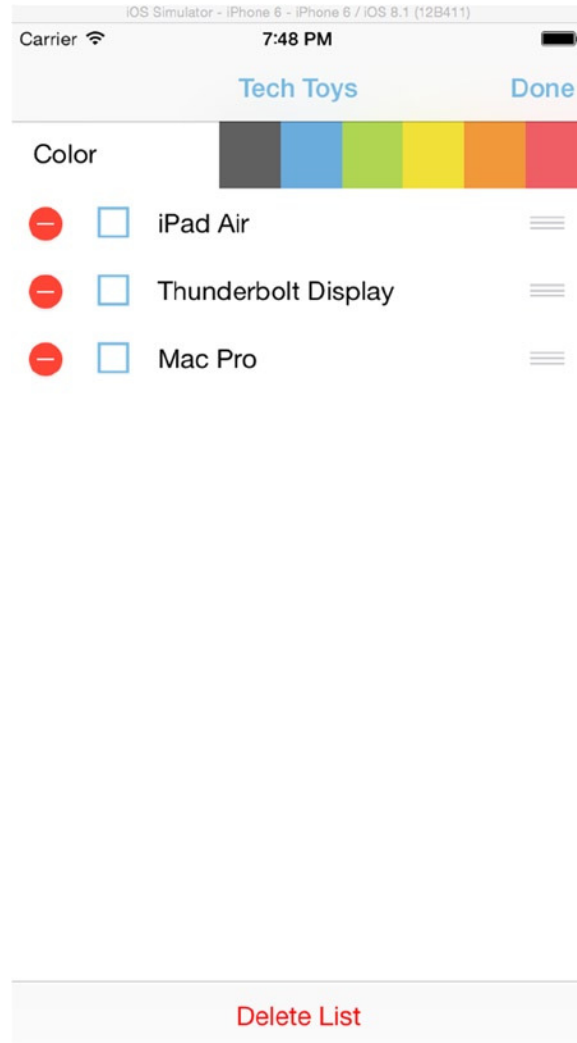 iOS Simulator - iPhone 6 - iPhone 6 / iOS 8.1 (12B411)
Carrier 7:48 PM
Tech Toys Done
Color
iPad Air
Thunderbolt Display
Mac Pro
Delete List